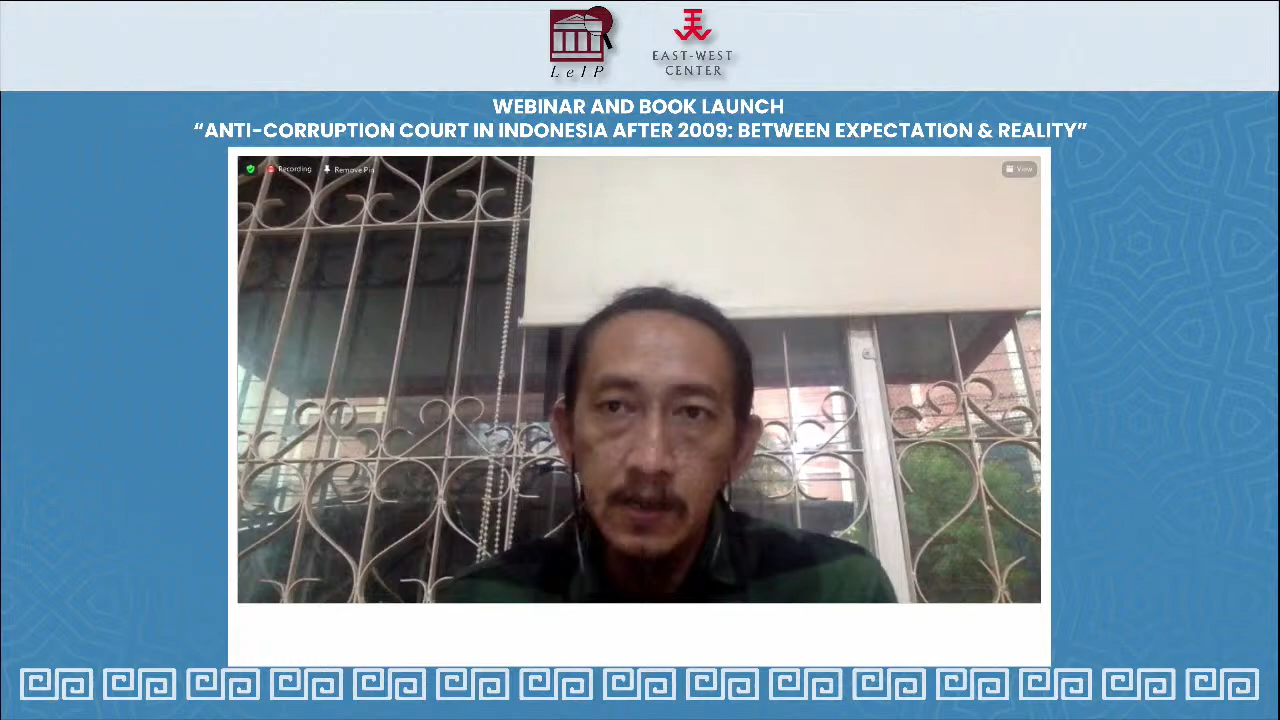 LeIP
EAST-WEST
CENTER
WEBINAR AND BOOK LAUNCH
“ANTI-CORRUPTION COURT IN INDONESIA AFTER 2009: BETWEEN EXPECTATION & REALITY”
Recording Remove Pin View